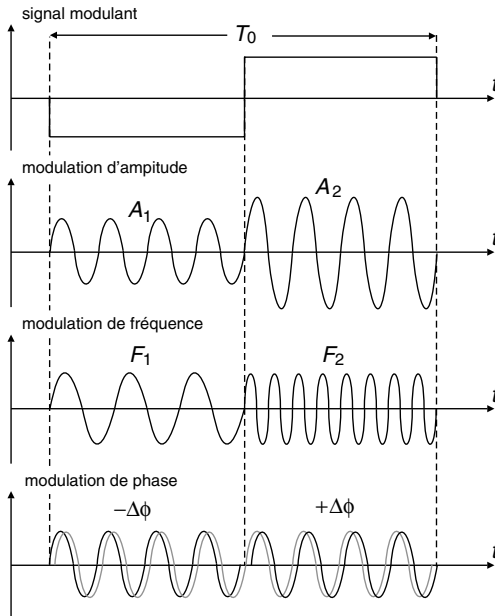 signal modulant
T0
t
modulation d'amplitude
A1
A2
t
modulation de fréquence
F1
F2
t
modulation de phase
−Δϕ
+Δϕ
t